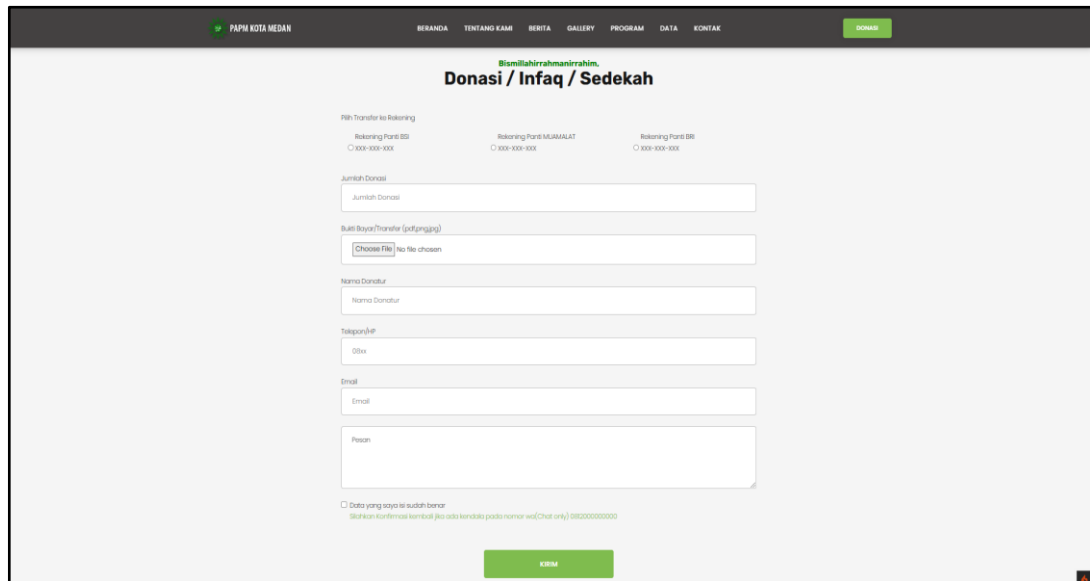 PAPM KOTA MEDAN BERANDA TENTANG KAMI BERITA GALLERY PROGRAM DATA KONTAK DONASI
Bismillahirrahmanirrahim,
Donasi / Infaq / Sedekah
Pilih Transfer ke Rekening
Rekening Panti BSI Rekening Panti MUAMALAT Rekening Panti BRI
XXX-XXX-XXX XXX-XXX-XXX XXX-XXX-XXX
Jumlah Donasi
Jumlah Donasi
Bukti Bayar/Transfer (pdf,png,jpg)
Choose File No file chosen
Nama Donatur
Nama Donatur
Telepon/HP
08xx
Email
Email
Pesan
Data yang saya isi sudah benar
Silahkan Konfirmasi kembali jika ada kendala pada nomor wa(Chat only) 0812000000000
KIRIM